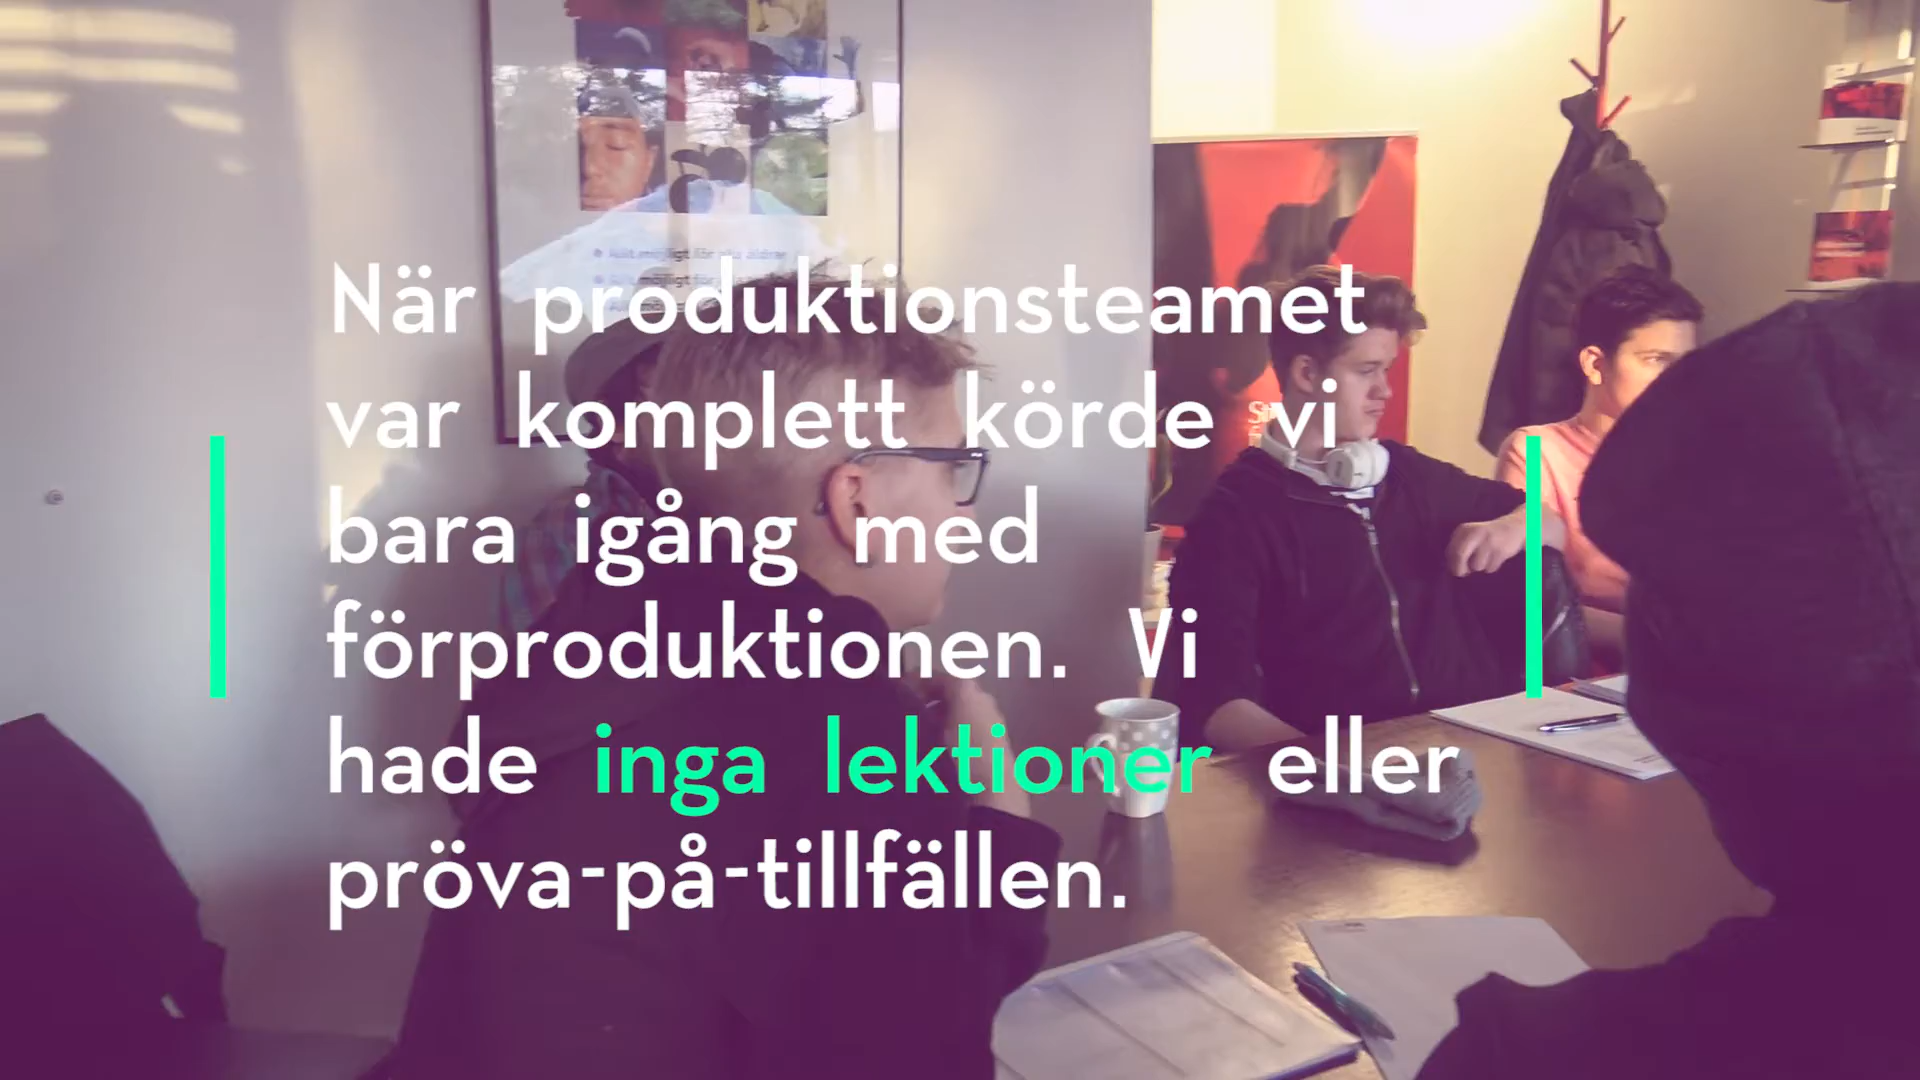 När produktionsteamet
var komplett körde vi
bara igång med
förproduktionen. Vi
hade inga lektioner eller
pröva-på-tillfällen.